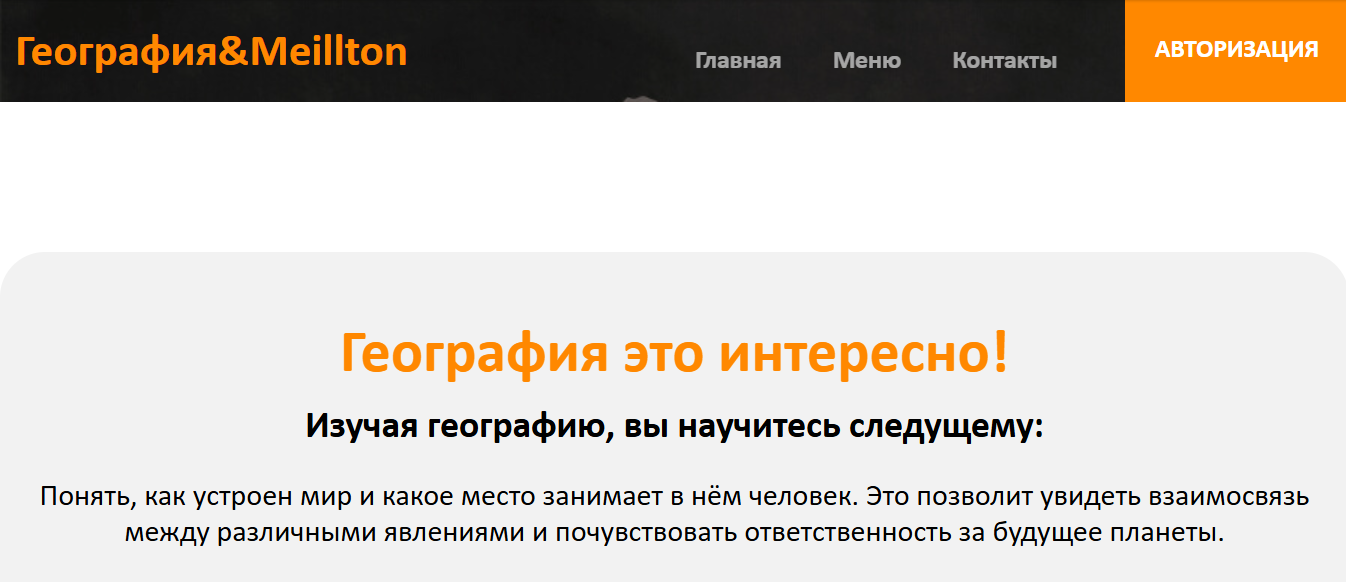 География&Meillton
Главная Меню Контакты
АВТОРИЗАЦИЯ
География это интересно!
Изучая географию, вы научитесь следущему:
Понять, как устроен мир и какое место занимает в нём человек. Это позволит увидеть взаимосвязь
между различными явлениями и почувствовать ответственность за будущее планеты.